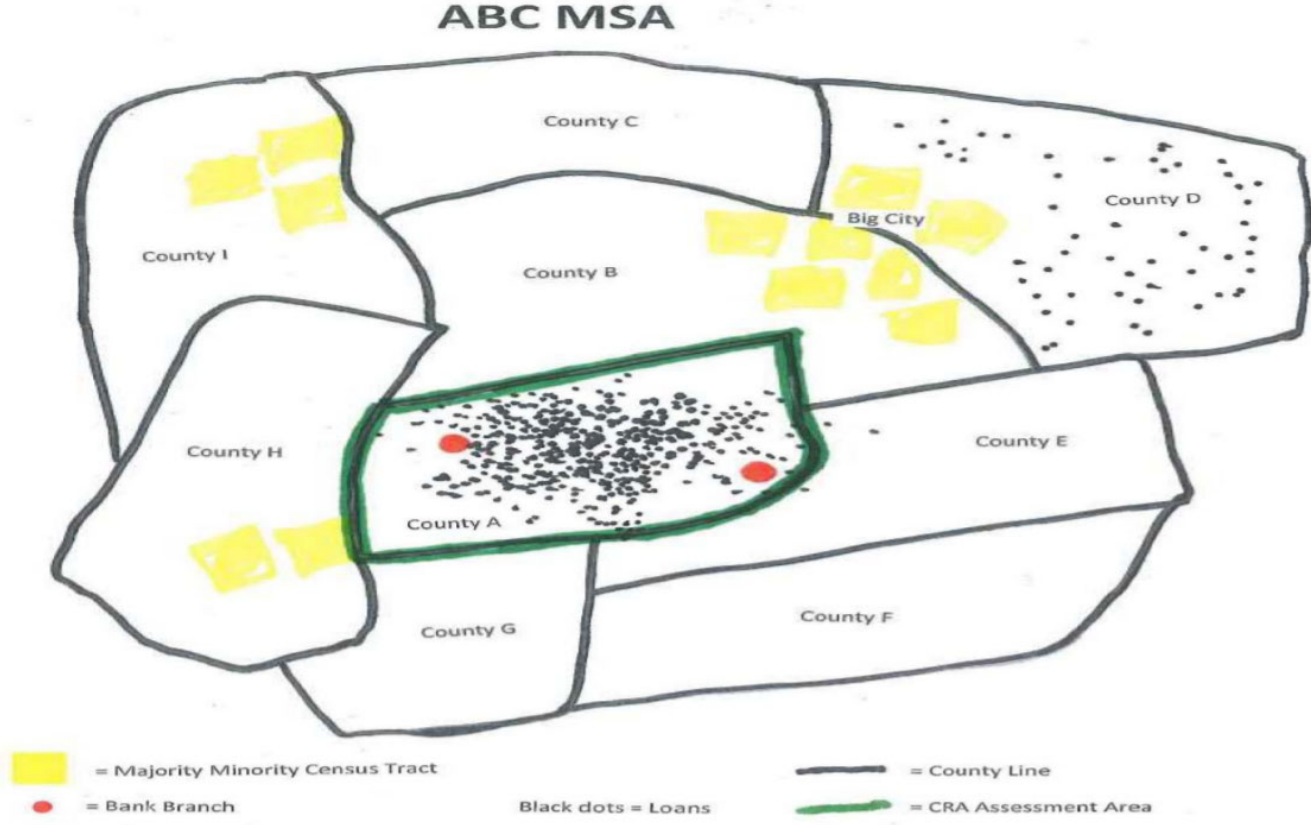 ABC MSA
County C
County D
Big City
County I
County B
County H
County E
County A
County G
County F
= Majority Minority Census Tract
= County Line
= Bank Branch
Black dots = Loans
= CRA Assessment Area